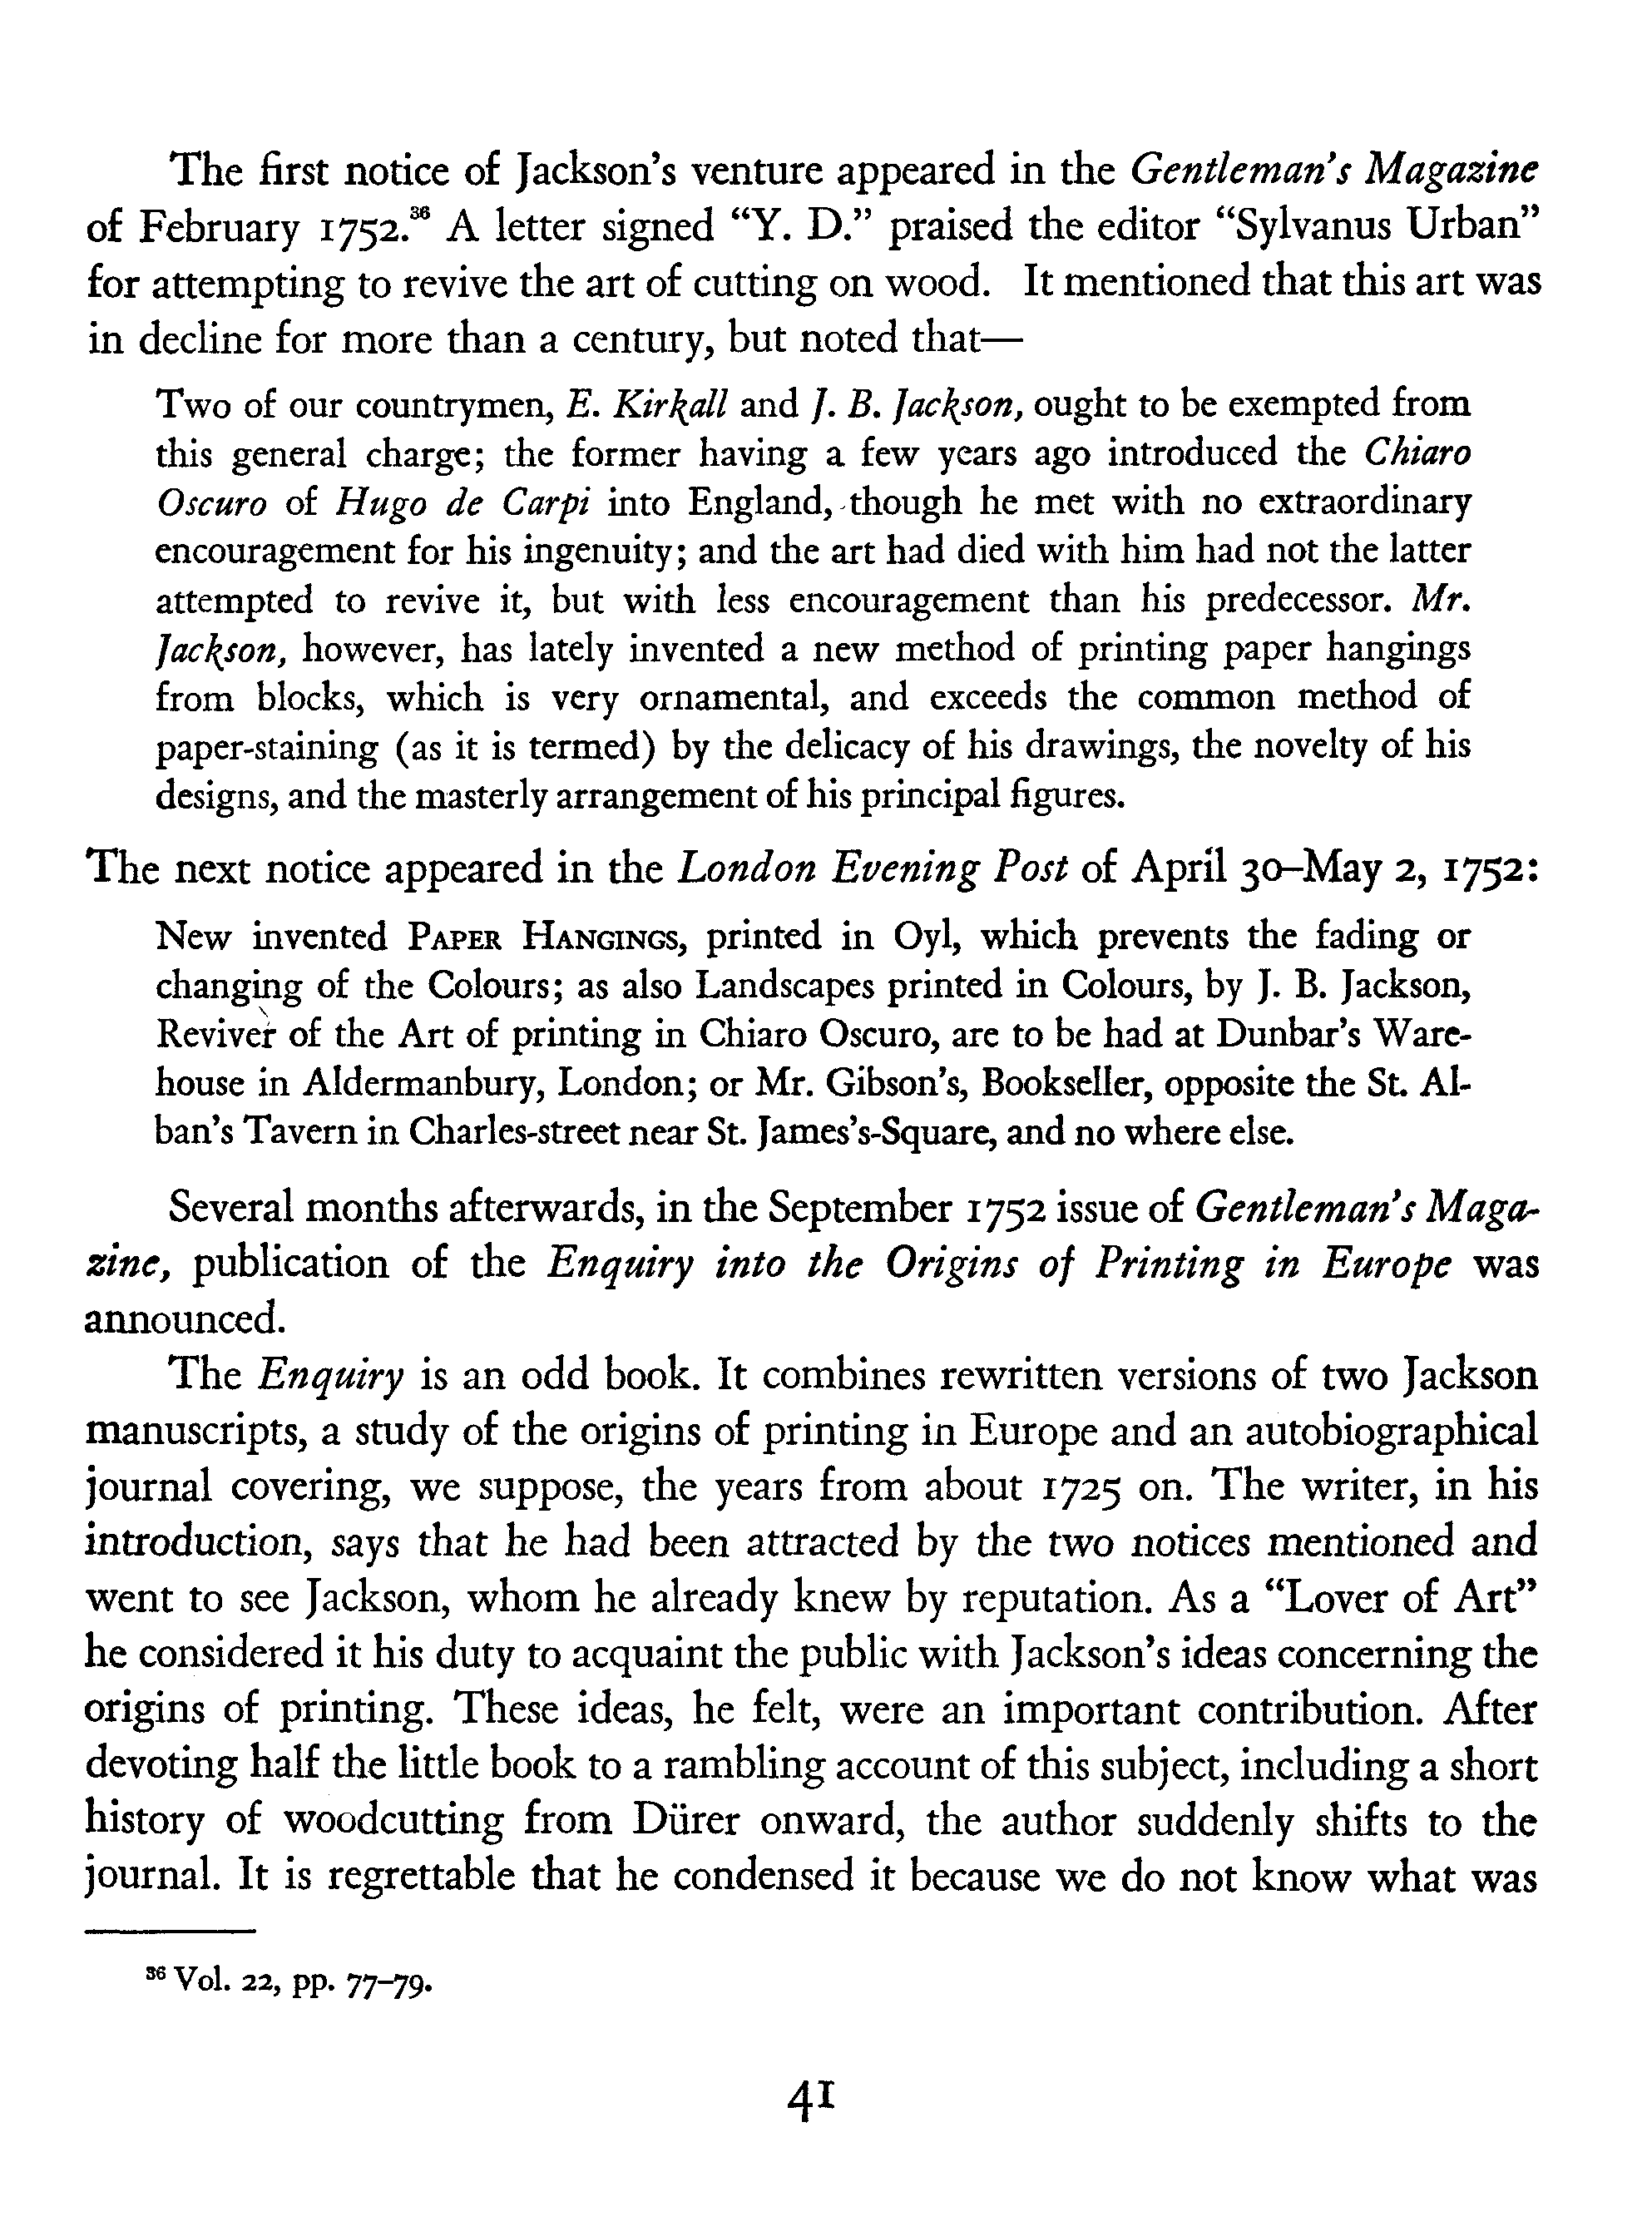 The first notice of Jackson’s venture appeared in the Gentleman’s Magazine
of February 1752.³⁶ A letter signed “Y. D.” praised the editor “Sylvanus Urban”
for attempting to revive the art of cutting on wood. It mentioned that this art was
in decline for more than a century, but noted that—
Two of our countrymen, E. Kirkall and J. B. Jackson, ought to be exempted from
this general charge; the former having a few years ago introduced the Chiaro
Oscuro of Hugo de Carpi into England, though he met with no extraordinary
encouragement for his ingenuity; and the art had died with him had not the latter
attempted to revive it, but with less encouragement than his predecessor. Mr.
Jackson, however, has lately invented a new method of printing paper hangings
from blocks, which is very ornamental, and exceeds the common method of
paper-staining (as it is termed) by the delicacy of his drawings, the novelty of his
designs, and the masterly arrangement of his principal figures.
The next notice appeared in the London Evening Post of April 30–May 2, 1752:
New invented Paper Hangings, printed in Oyl, which prevents the fading or
changing of the Colours; as also Landscapes printed in Colours, by J. B. Jackson,
Reviver of the Art of printing in Chiaro Oscuro, are to be had at Dunbar’s Ware-
house in Aldermanbury, London; or Mr. Gibson’s, Bookseller, opposite the St. Al-
ban’s Tavern in Charles-street near St. James’s-Square, and no where else.
Several months afterwards, in the September 1752 issue of Gentleman’s Maga-
zine, publication of the Enquiry into the Origins of Printing in Europe was
announced.
The Enquiry is an odd book. It combines rewritten versions of two Jackson
manuscripts, a study of the origins of printing in Europe and an autobiographical
journal covering, we suppose, the years from about 1725 on. The writer, in his
introduction, says that he had been attracted by the two notices mentioned and
went to see Jackson, whom he already knew by reputation. As a “Lover of Art”
he considered it his duty to acquaint the public with Jackson’s ideas concerning the
origins of printing. These ideas, he felt, were an important contribution. After
devoting half the little book to a rambling account of this subject, including a short
history of woodcutting from Dürer onward, the author suddenly shifts to the
journal. It is regrettable that he condensed it because we do not know what was
³⁶ Vol. 22, pp. 77–79.
41